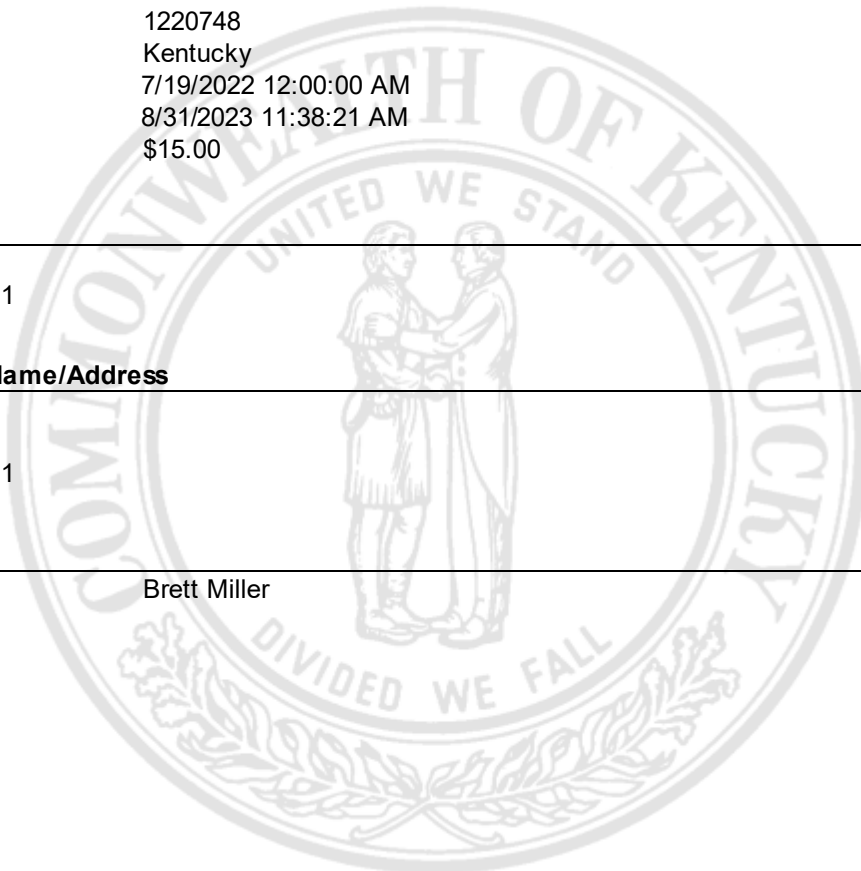 1220748
Kentucky
7/19/2022 12:00:00 AM
8/31/2023 11:38:21 AM
$15.00
COMMONWEALTH OF KENTUCKY
UNITED WE STAND
1
ame/Address
1
Brett Miller
DIVIDED WE FALL